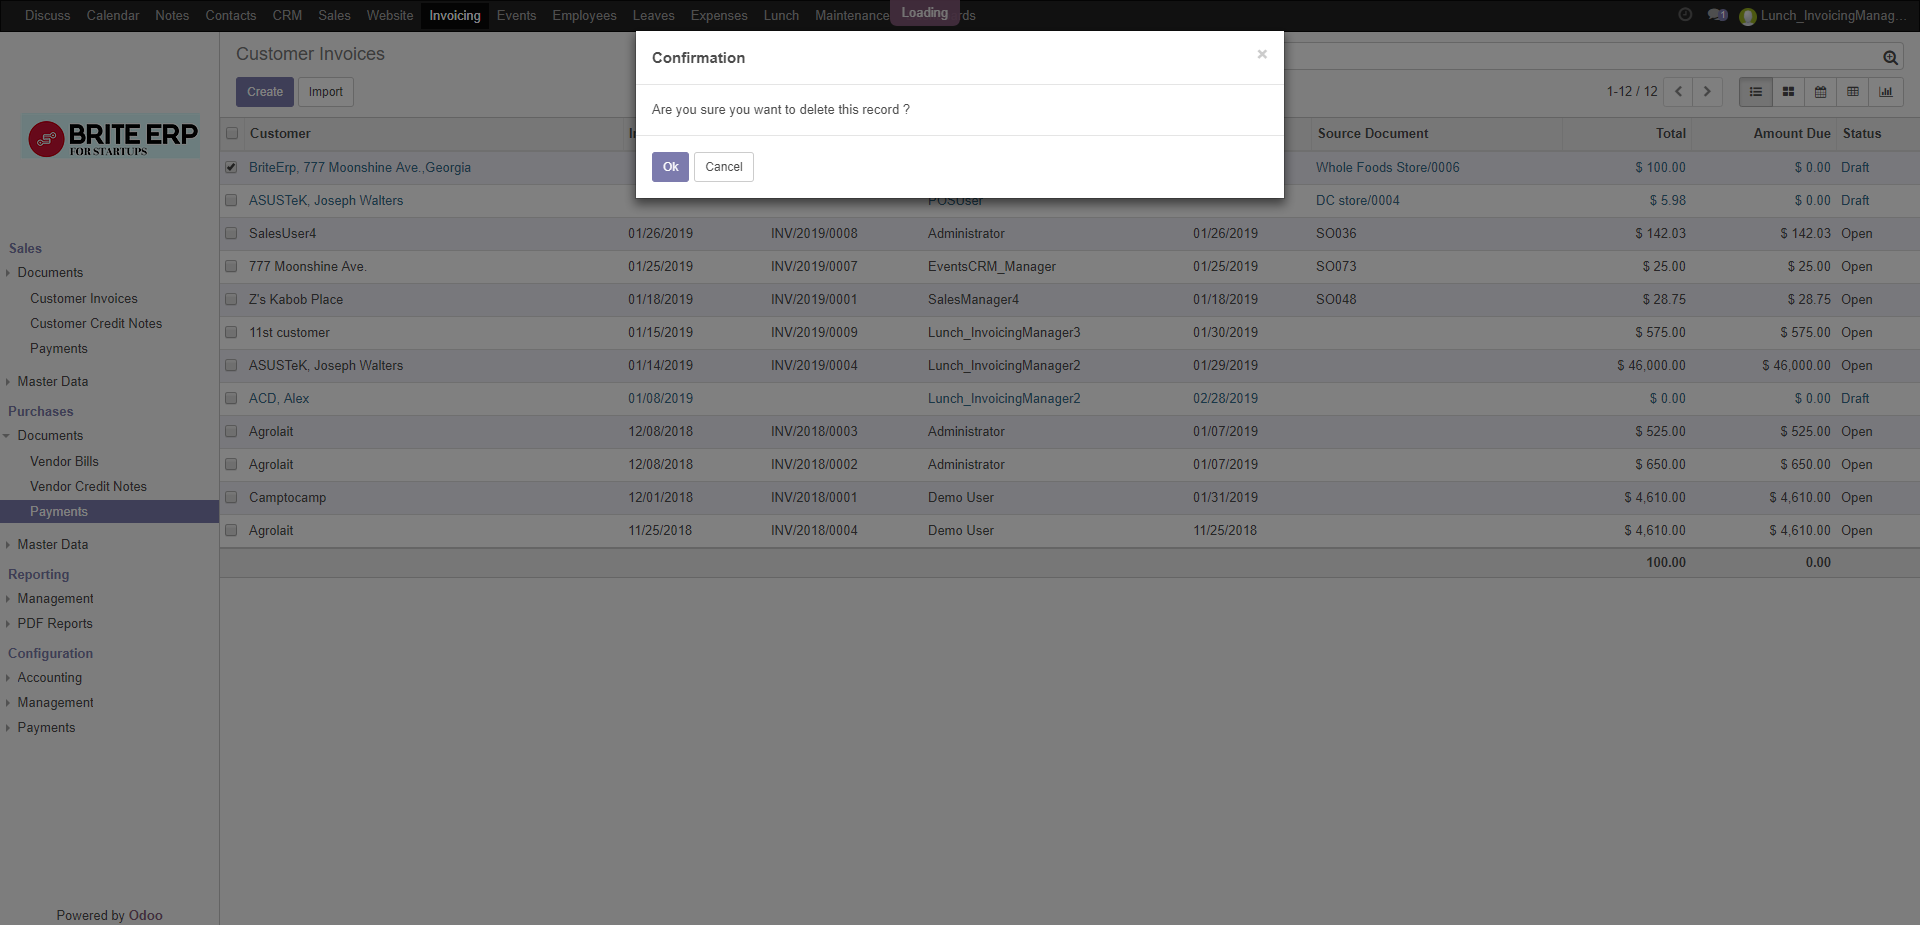 Discuss Calendar Notes Contacts CRM Sales Website Invoicing Events Employees Leaves Expenses Lunch Maintenance Loading 1 Lunch_InvoicingManag...
Customer Invoices
Create Import
1-12 / 12
Confirmation ×
Are you sure you want to delete this record ?
Ok Cancel
BRITE ERP
FOR STARTUPS
Sales
Documents
Customer Invoices
Customer Credit Notes
Payments
Master Data
Purchases
Documents
Vendor Bills
Vendor Credit Notes
Payments
Master Data
Reporting
Management
PDF Reports
Configuration
Accounting
Management
Payments
Powered by Odoo
Customer Source Document Total Amount Due Status
BriteErp, 777 Moonshine Ave.,Georgia Whole Foods Store/0006 $ 100.00 $ 0.00 Draft
ASUSTeK, Joseph Walters POSUser DC store/0004 $ 5.98 $ 0.00 Draft
SalesUser4 01/26/2019 INV/2019/0008 Administrator 01/26/2019 SO036 $ 142.03 $ 142.03 Open
777 Moonshine Ave. 01/25/2019 INV/2019/0007 EventsCRM_Manager 01/25/2019 SO073 $ 25.00 $ 25.00 Open
Z's Kabob Place 01/18/2019 INV/2019/0001 SalesManager4 01/18/2019 SO048 $ 28.75 $ 28.75 Open
11st customer 01/15/2019 INV/2019/0009 Lunch_InvoicingManager3 01/30/2019 $ 575.00 $ 575.00 Open
ASUSTeK, Joseph Walters 01/14/2019 INV/2019/0004 Lunch_InvoicingManager2 01/29/2019 $ 46,000.00 $ 46,000.00 Open
ACD, Alex 01/08/2019 Lunch_InvoicingManager2 02/28/2019 $ 0.00 $ 0.00 Draft
Agrolait 12/08/2018 INV/2018/0003 Administrator 01/07/2019 $ 525.00 $ 525.00 Open
Agrolait 12/08/2018 INV/2018/0002 Administrator 01/07/2019 $ 650.00 $ 650.00 Open
Camptocamp 12/01/2018 INV/2018/0001 Demo User 01/31/2019 $ 4,610.00 $ 4,610.00 Open
Agrolait 11/25/2018 INV/2018/0004 Demo User 11/25/2018 $ 4,610.00 $ 4,610.00 Open
100.00 0.00